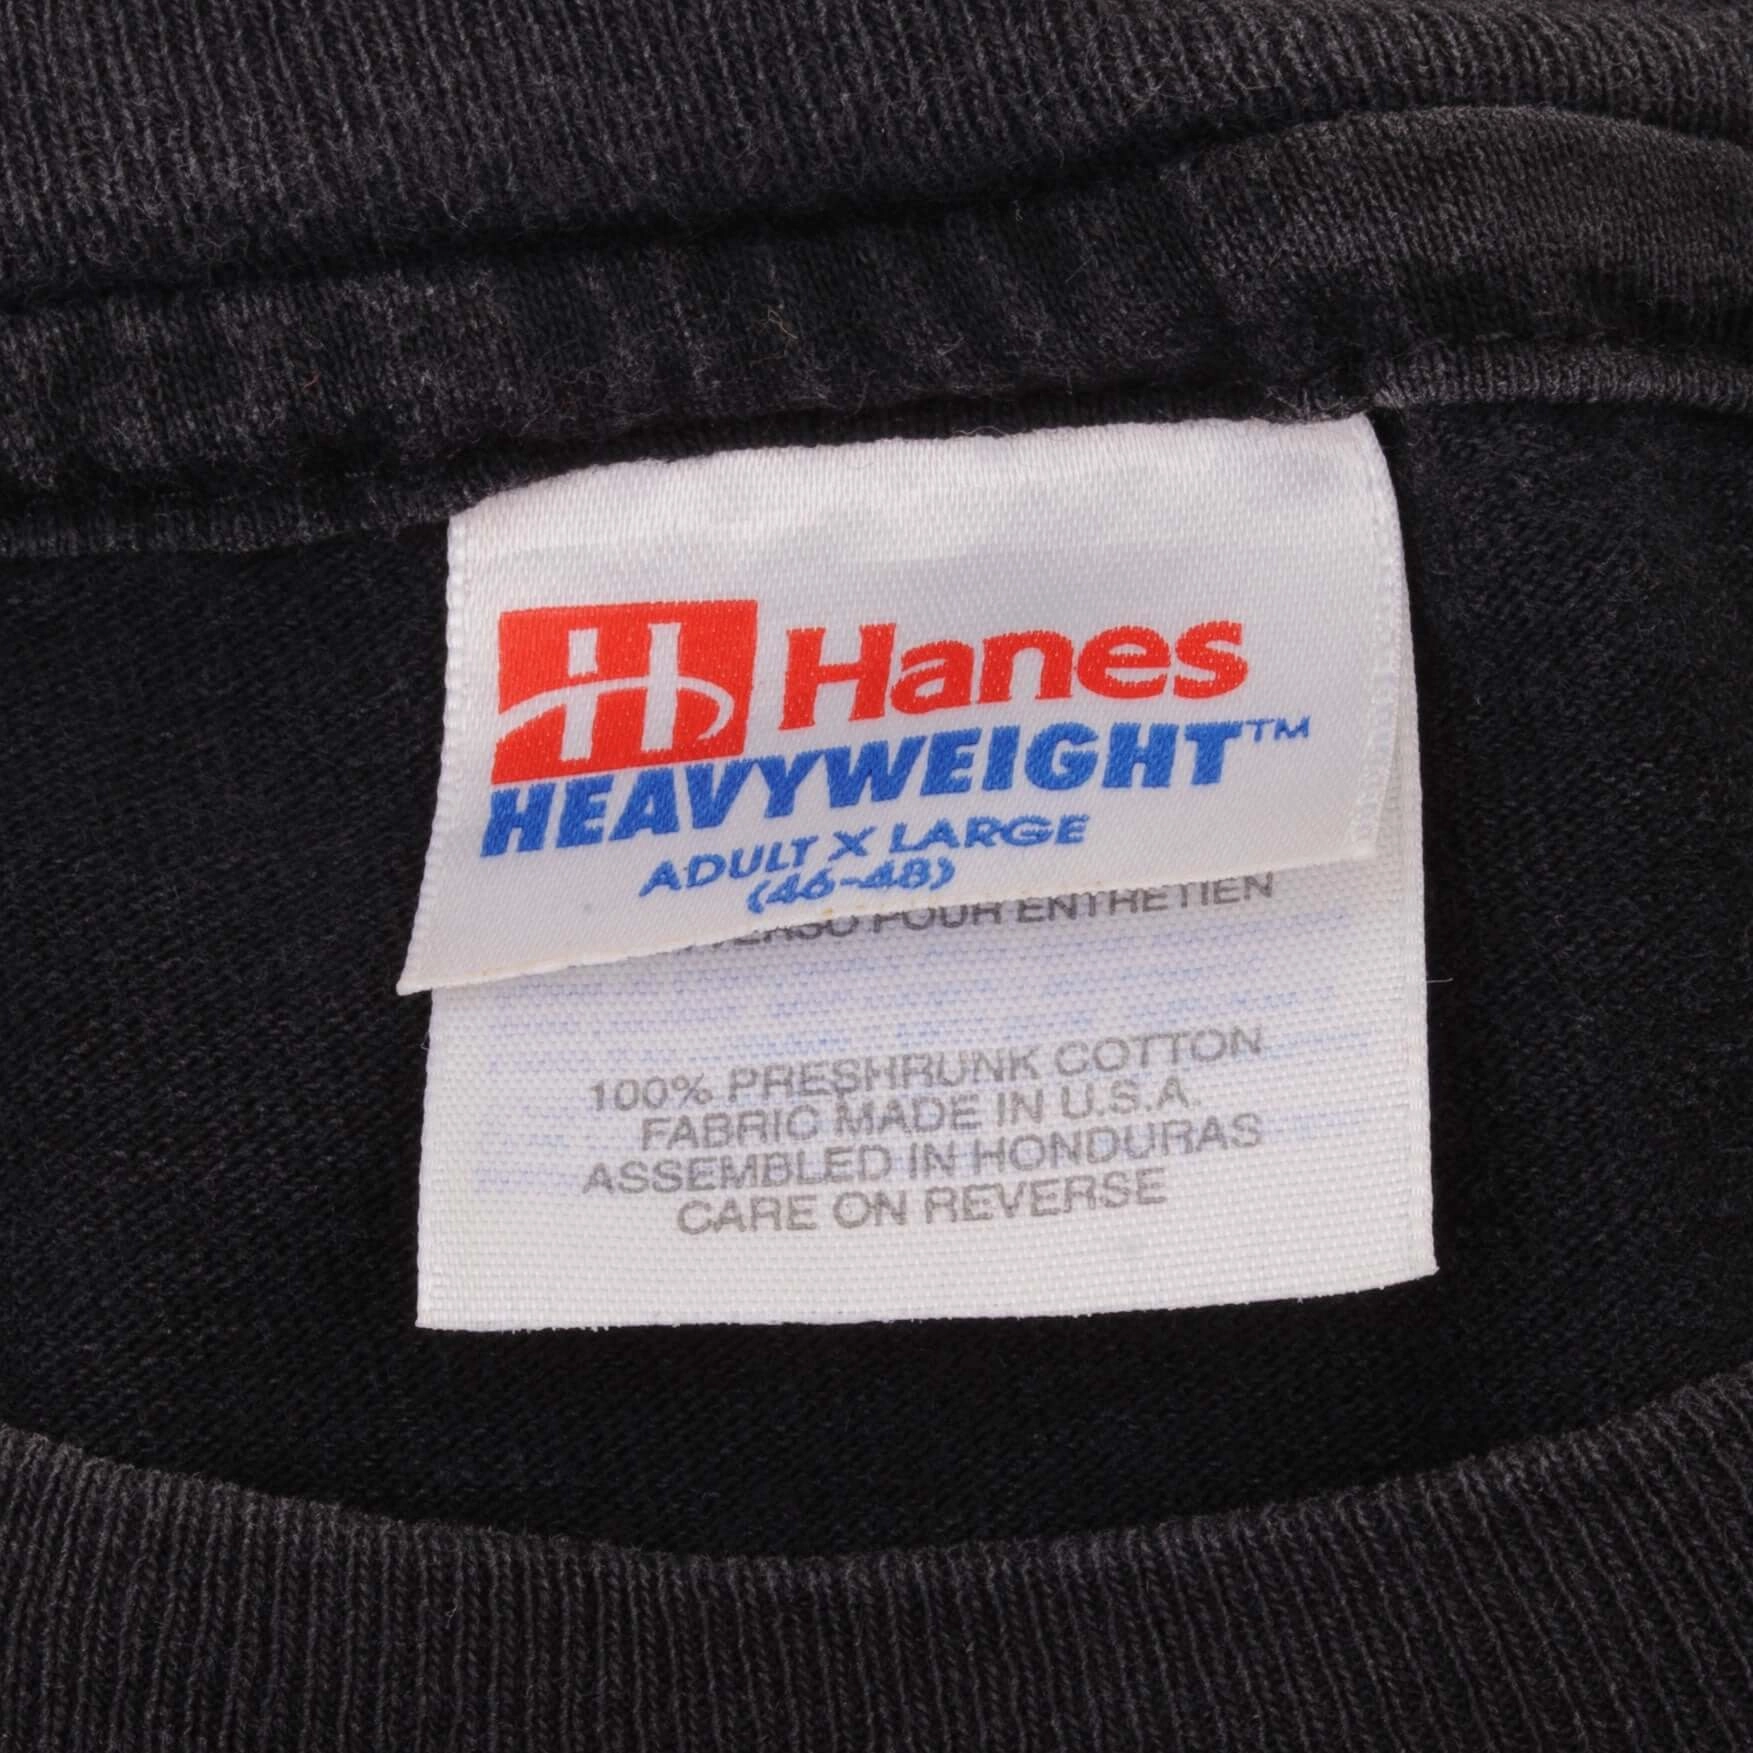 H Hanes
HEAVYWEIGHT™
ADULT X LARGE
(46-48)
VERSO POUR ENTRETIEN
100% PRESHRUNK COTTON
FABRIC MADE IN U.S.A.
ASSEMBLED IN HONDURAS
CARE ON REVERSE